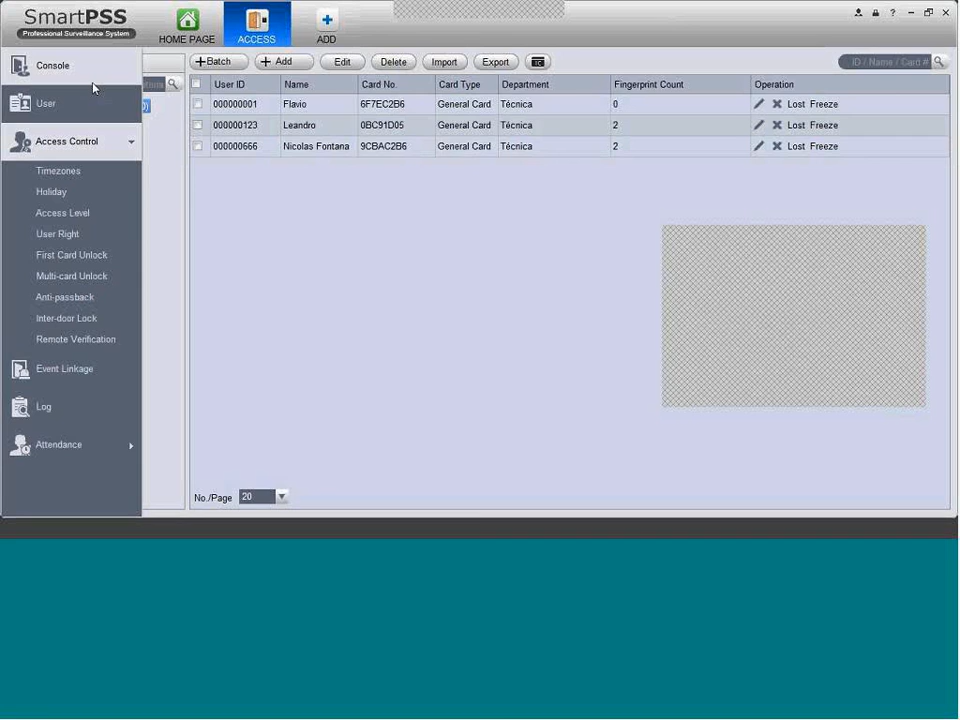 SmartPSS
Professional Surveillance System
HOME PAGE
ACCESS
ADD
Console
User
Access Control
Timezones
Holiday
Access Level
User Right
First Card Unlock
Multi-card Unlock
Anti-passback
Inter-door Lock
Remote Verification
Event Linkage
Log
Attendance
+Batch + Add Edit Delete Import Export
ID / Name / Card #
User ID Name Card No. Card Type Department Fingerprint Count Operation
000000001 Flavio 6F7EC2B6 General Card Técnica 0 Lost Freeze
000000123 Leandro 0BC91D05 General Card Técnica 2 Lost Freeze
000000666 Nicolas Fontana 9CBAC2B6 General Card Técnica 2 Lost Freeze
No./Page 20